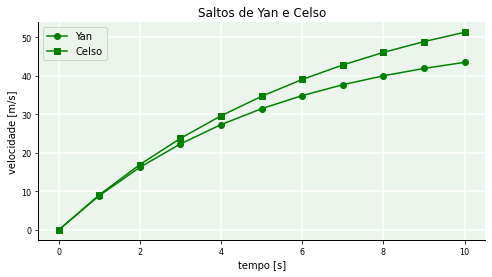 Saltos de Yan e Celso
Yan
Celso
velocidade [m/s]
50
40
30
20
10
0
0 2 4 6 8 10
tempo [s]